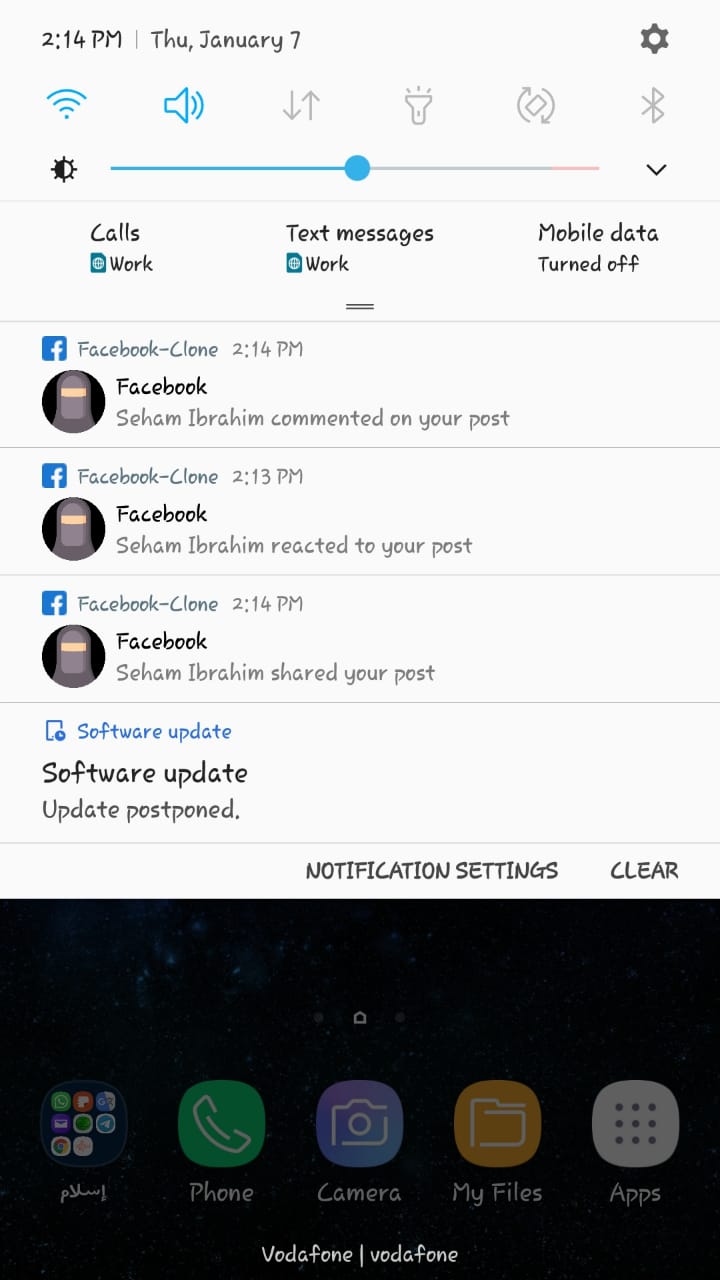 2:14 PM | Thu, January 7
Calls
Work
Text messages
Work
Mobile data
Turned off
Facebook-Clone 2:14 PM
Facebook
Seham Ibrahim commented on your post
Facebook-Clone 2:13 PM
Facebook
Seham Ibrahim reacted to your post
Facebook-Clone 2:14 PM
Facebook
Seham Ibrahim shared your post
Software update
Software update
Update postponed.
NOTIFICATION SETTINGS CLEAR
إسلام Phone Camera My Files Apps
Vodafone | vodafone